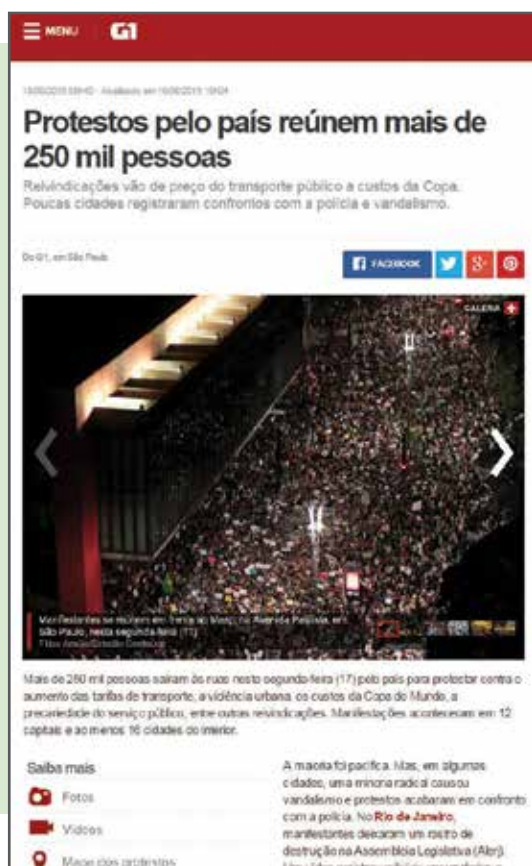 MENU
G1
Protestos pelo país reúnem mais de
250 mil pessoas
Reivindicações vão de preço do transporte público a custos da Copa.
Poucas cidades registraram confrontos com a polícia e vandalismo.
Do G1, em São Paulo
FACEBOOK
GALERIA
Manifestantes se reúnem em frente ao Masp, na Avenida Paulista, em
São Paulo, nesta segunda-feira (17)
Mais de 250 mil pessoas saíram às ruas nesta segunda-feira (17) pelo país para protestar contra o
aumento das tarifas de transporte, a violência urbana, os custos da Copa do Mundo, a
precariedade do serviço público, entre outras reivindicações. Manifestações aconteceram em 12
capitais e ao menos 16 cidades do interior.
Saiba mais
Fotos
Vídeos
Mapa dos protestos
A maioria foi pacífica. Mas, em algumas
cidades, uma minoria radical causou
vandalismo e protestos acabaram em confronto
com a polícia. No Rio de Janeiro,
manifestantes deixaram um rastro de
destruição na Assembleia Legislativa (Alerj).